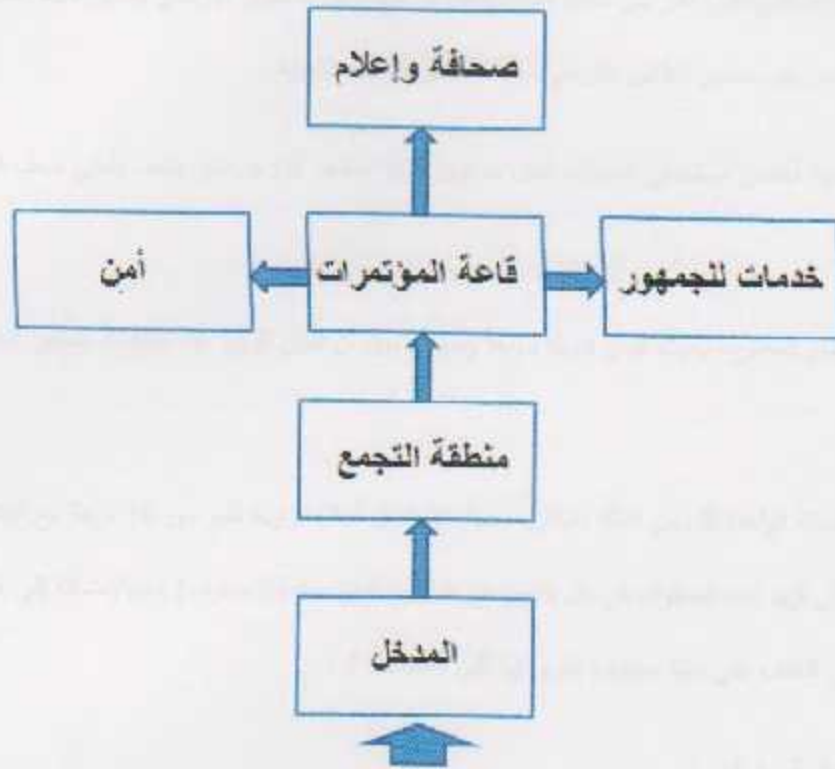 صحافة وإعلام
خدمات للجمهور
قاعة المؤتمرات
أمن
منطقة التجمع
المدخل